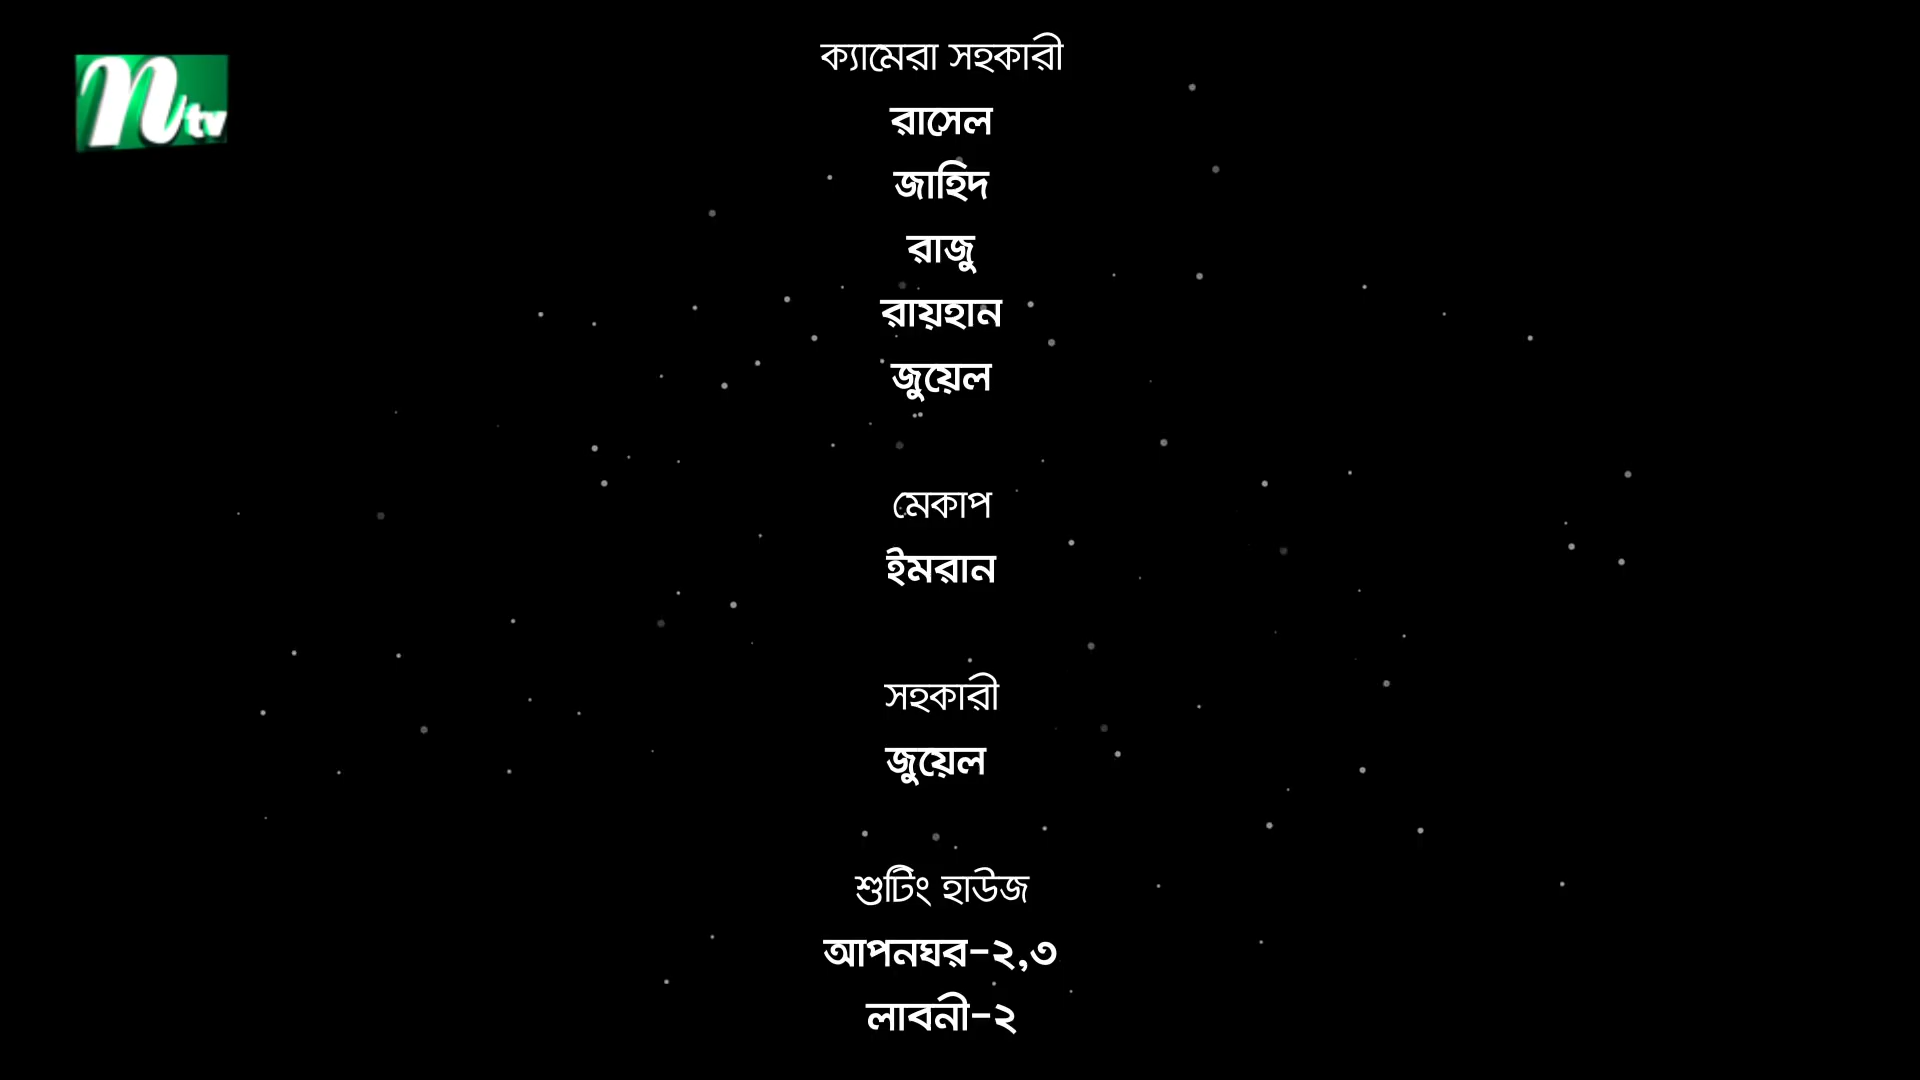 ntv
ক্যামেরা সহকারী
রাসেল
জাহিদ
রাজু
রায়হান
জুয়েল
মেকাপ
ইমরান
সহকারী
জুয়েল
শুটিং হাউজ
আপনঘর-২,৩
লাবনী-২